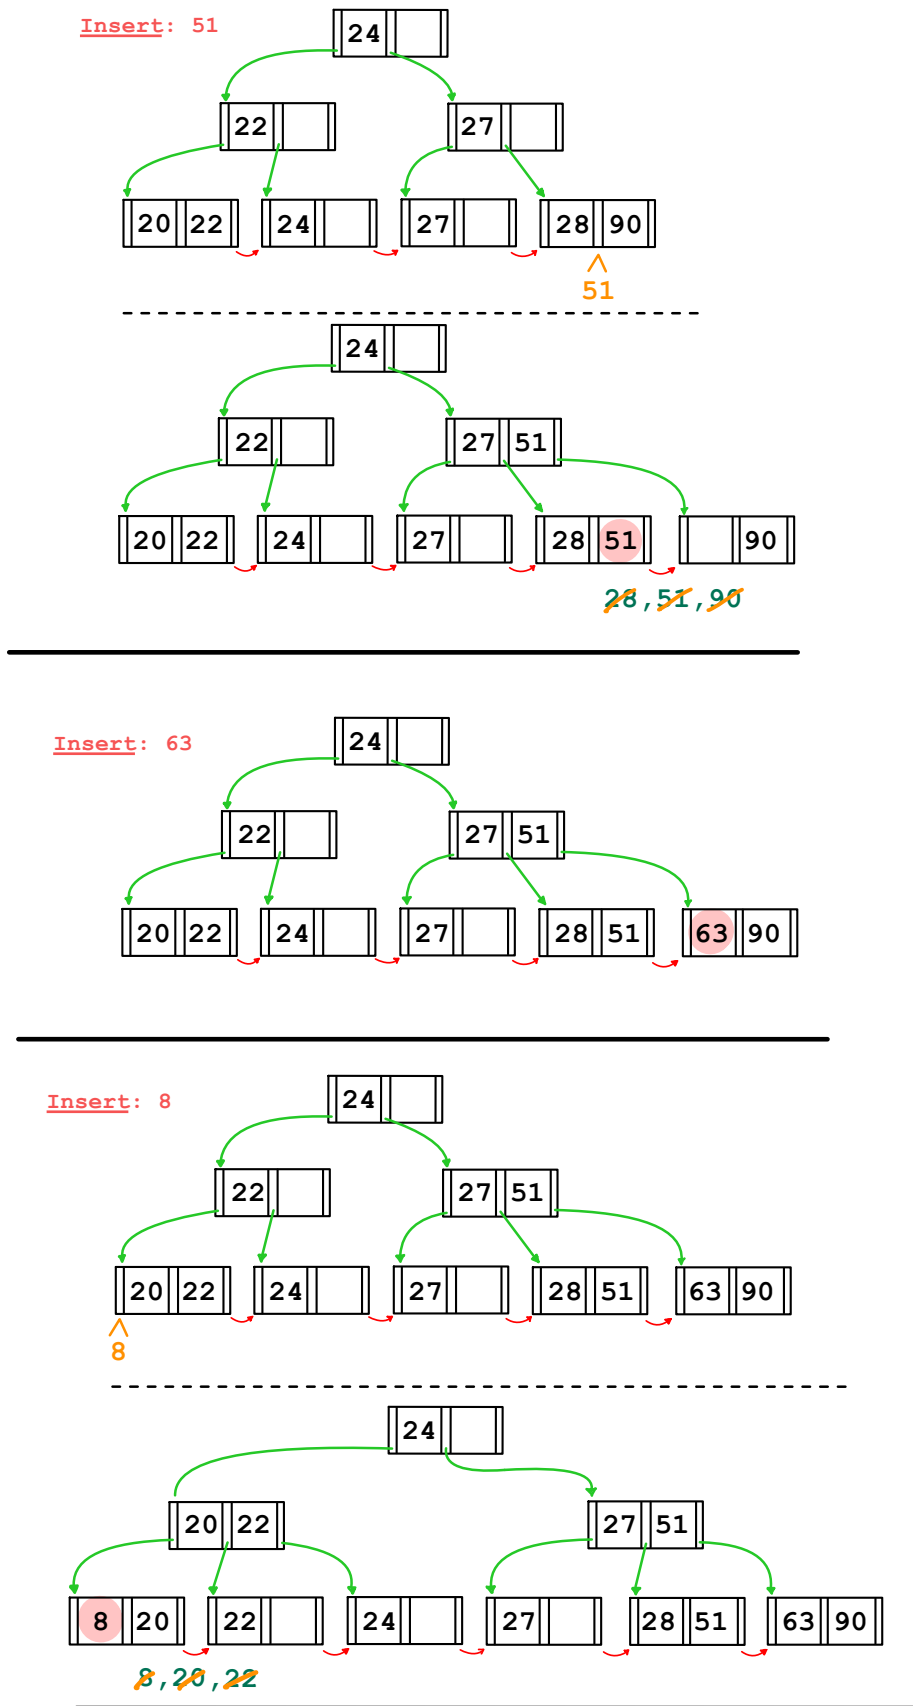 Insert: 51
24
22 27
20 22 24 27 28 90
51
24
22 27 51
20 22 24 27 28 51 90
28,51,90
Insert: 63
24
22 27 51
20 22 24 27 28 51 63 90
Insert: 8
24
22 27 51
20 22 24 27 28 51 63 90
8
24
20 22 27 51
8 20 22 24 27 28 51 63 90
8,20,22